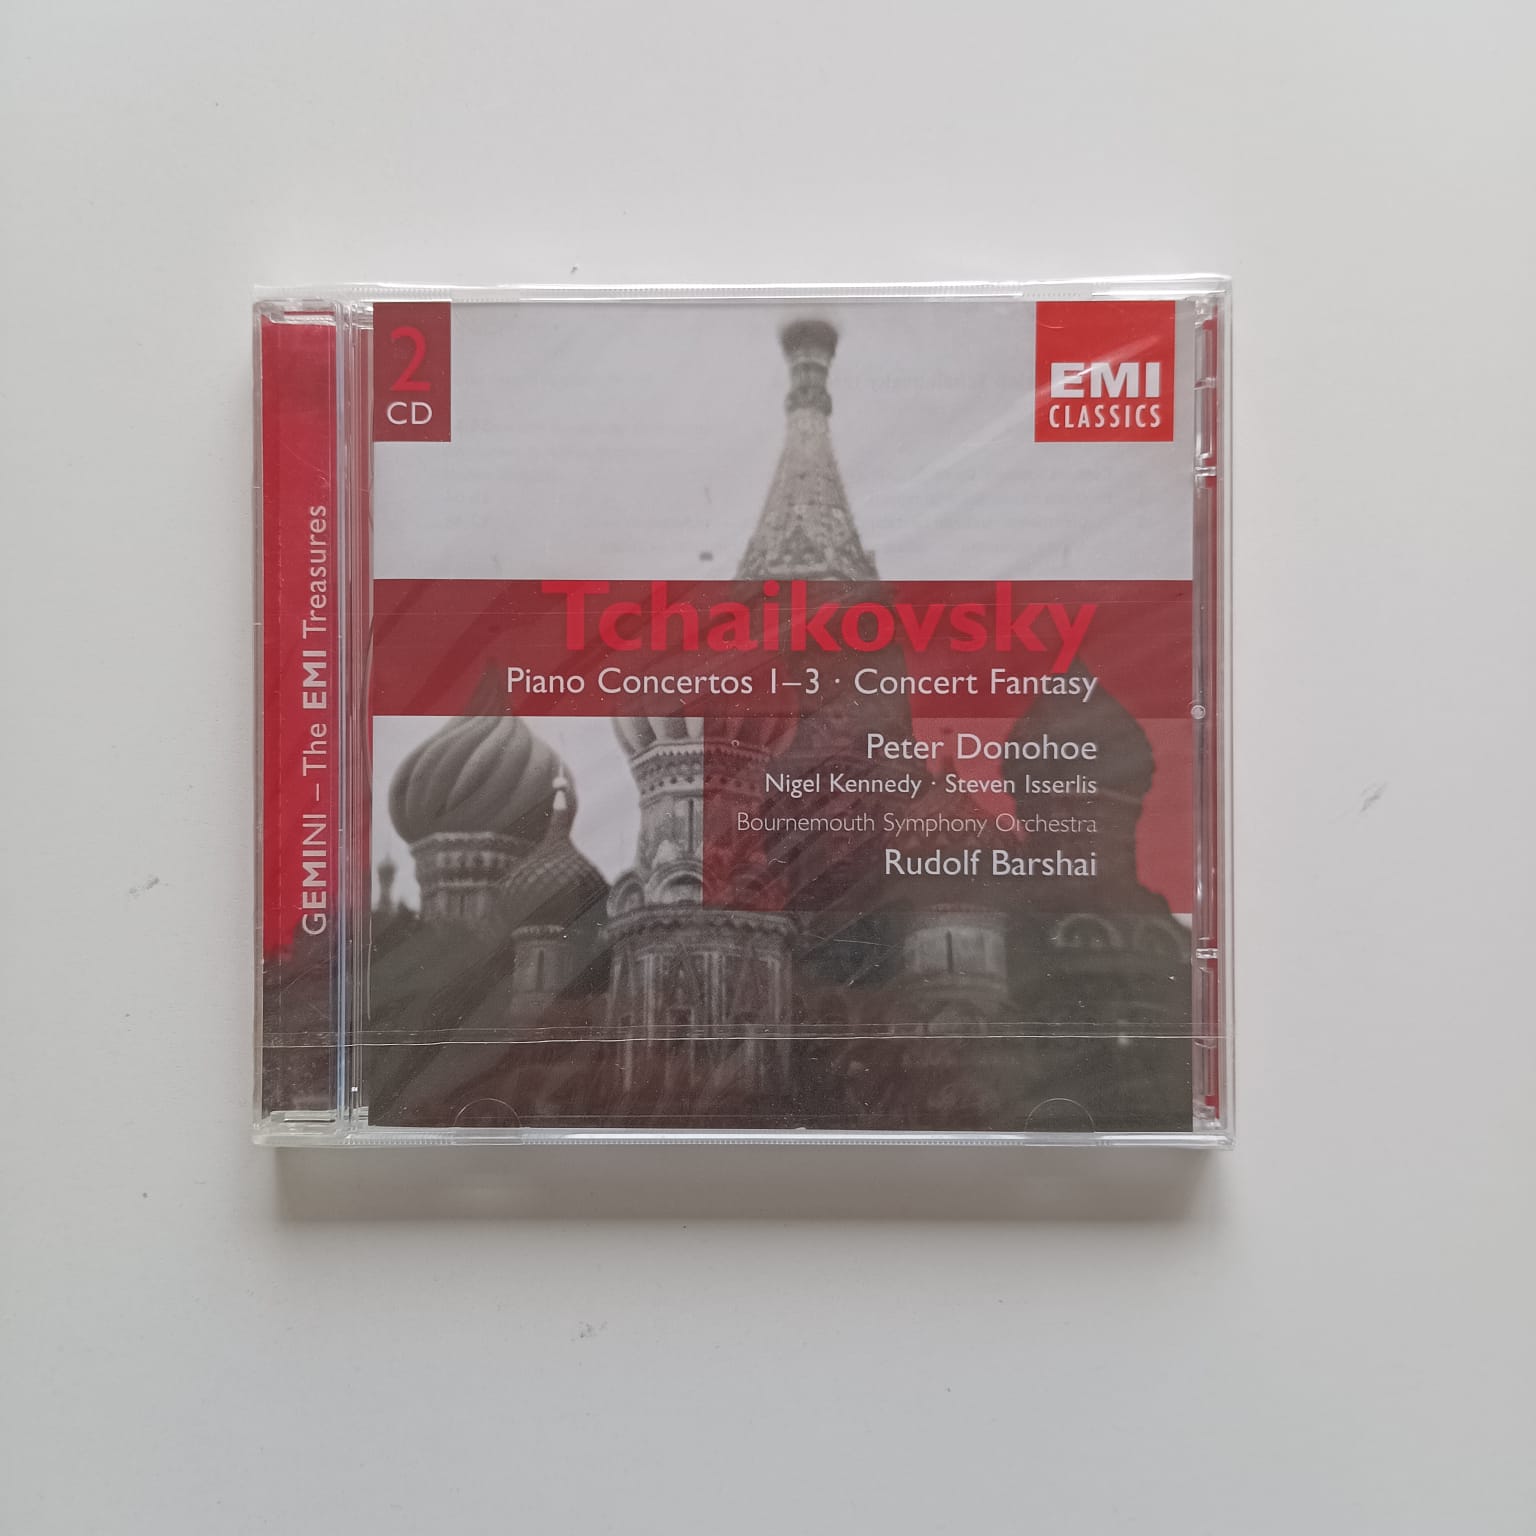 2
CD
EMI
CLASSICS
GEMINI – The EMI Treasures
Tchaikovsky
Piano Concertos 1–3 · Concert Fantasy
Peter Donohoe
Nigel Kennedy · Steven Isserlis
Bournemouth Symphony Orchestra
Rudolf Barshai